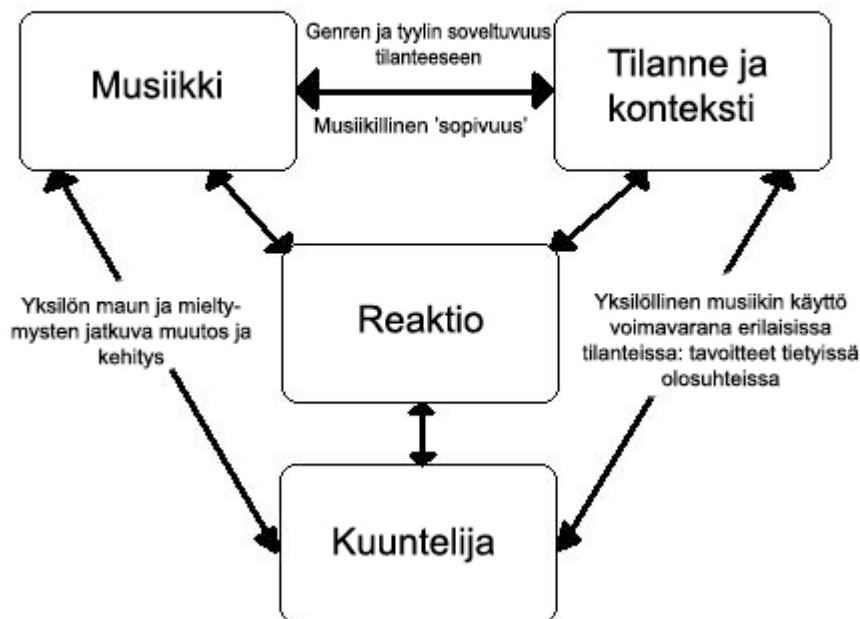 Genren ja tyylin soveltuvuus
tilanteeseen
Musiikki
Tilanne ja
konteksti
Musiikillinen 'sopivuus'
Reaktio
Yksilön maun ja mielty-
mysten jatkuva muutos ja
kehitys
Yksilöllinen musiikin käyttö
voimavarana erilaisissa
tilanteissa: tavoitteet tietyissä
olosuhteissa
Kuuntelija